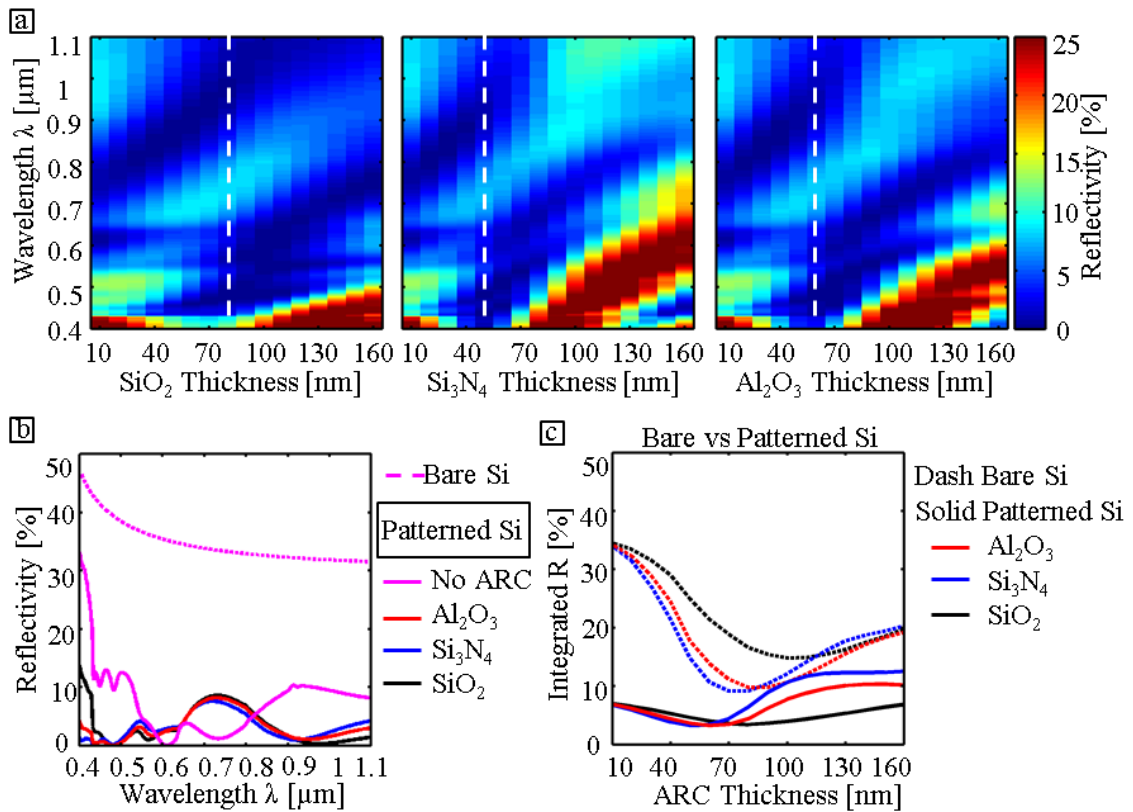 a
1.1
1
0.9
0.8
0.7
0.6
0.5
0.4
Wavelength λ [µm]
10 40 70 100 130 160
SiO₂ Thickness [nm]
10 40 70 100 130 160
Si₃N₄ Thickness [nm]
10 40 70 100 130 160
Al₂O₃ Thickness [nm]
25
20
15
10
5
0
Reflectivity [%]
b
50
40
30
20
10
0
Reflectivity [%]
0.4 0.5 0.6 0.7 0.8 0.9 1 1.1
Wavelength λ [µm]
Bare Si
Patterned Si
No ARC
Al₂O₃
Si₃N₄
SiO₂
c
Bare vs Patterned Si
50
40
30
20
10
0
Integrated R [%]
10 40 70 100 130 160
ARC Thickness [nm]
Dash Bare Si
Solid Patterned Si
Al₂O₃
Si₃N₄
SiO₂